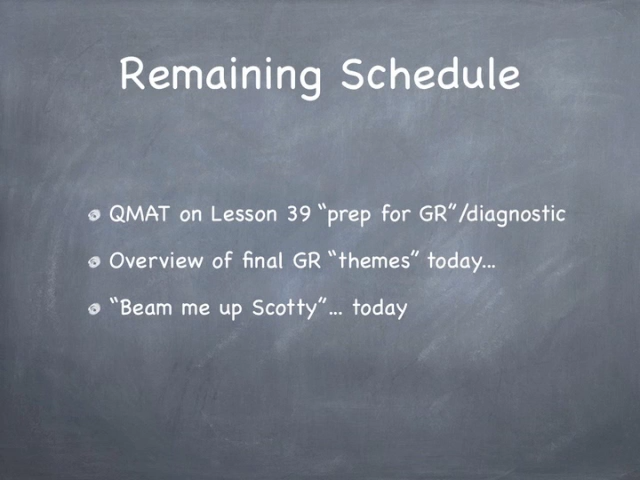 Remaining Schedule
QMAT on Lesson 39 “prep for GR”/diagnostic
Overview of final GR “themes” today...
“Beam me up Scotty”... today